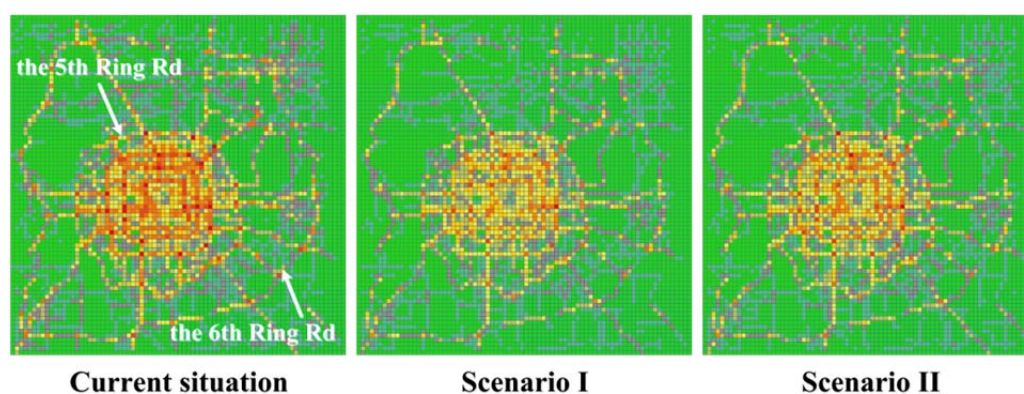 the 5th Ring Rd
the 6th Ring Rd
Current situation
Scenario I
Scenario II